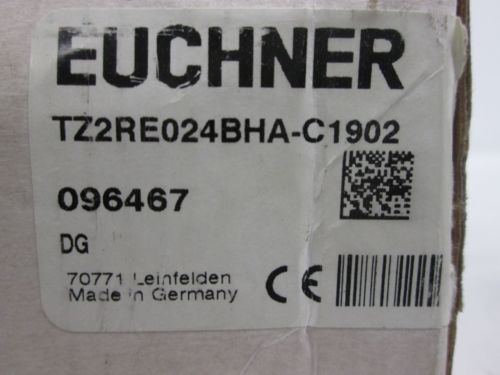 EUCHNER
TZ2RE024BHA-C1902
096467
DG
70771 Leinfelden
Made in Germany
CE